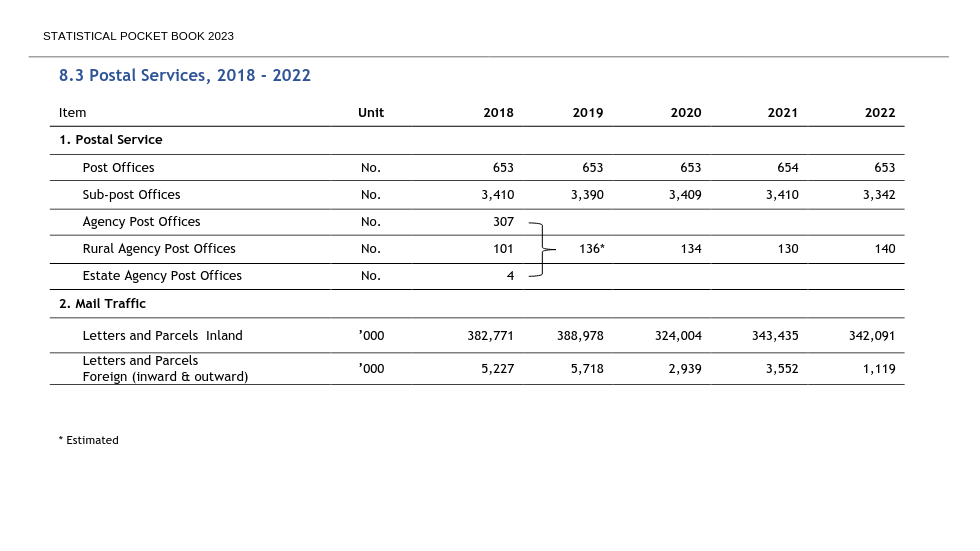 STATISTICAL POCKET BOOK 2023
8.3 Postal Services, 2018 - 2022
Item Unit 2018 2019 2020 2021 2022
1. Postal Service
Post Offices No. 653 653 653 654 653
Sub-post Offices No. 3,410 3,390 3,409 3,410 3,342
Agency Post Offices No. 307
Rural Agency Post Offices No. 101 136* 134 130 140
Estate Agency Post Offices No. 4
2. Mail Traffic
Letters and Parcels Inland ’000 382,771 388,978 324,004 343,435 342,091
Letters and Parcels
Foreign (inward & outward) ’000 5,227 5,718 2,939 3,552 1,119
* Estimated